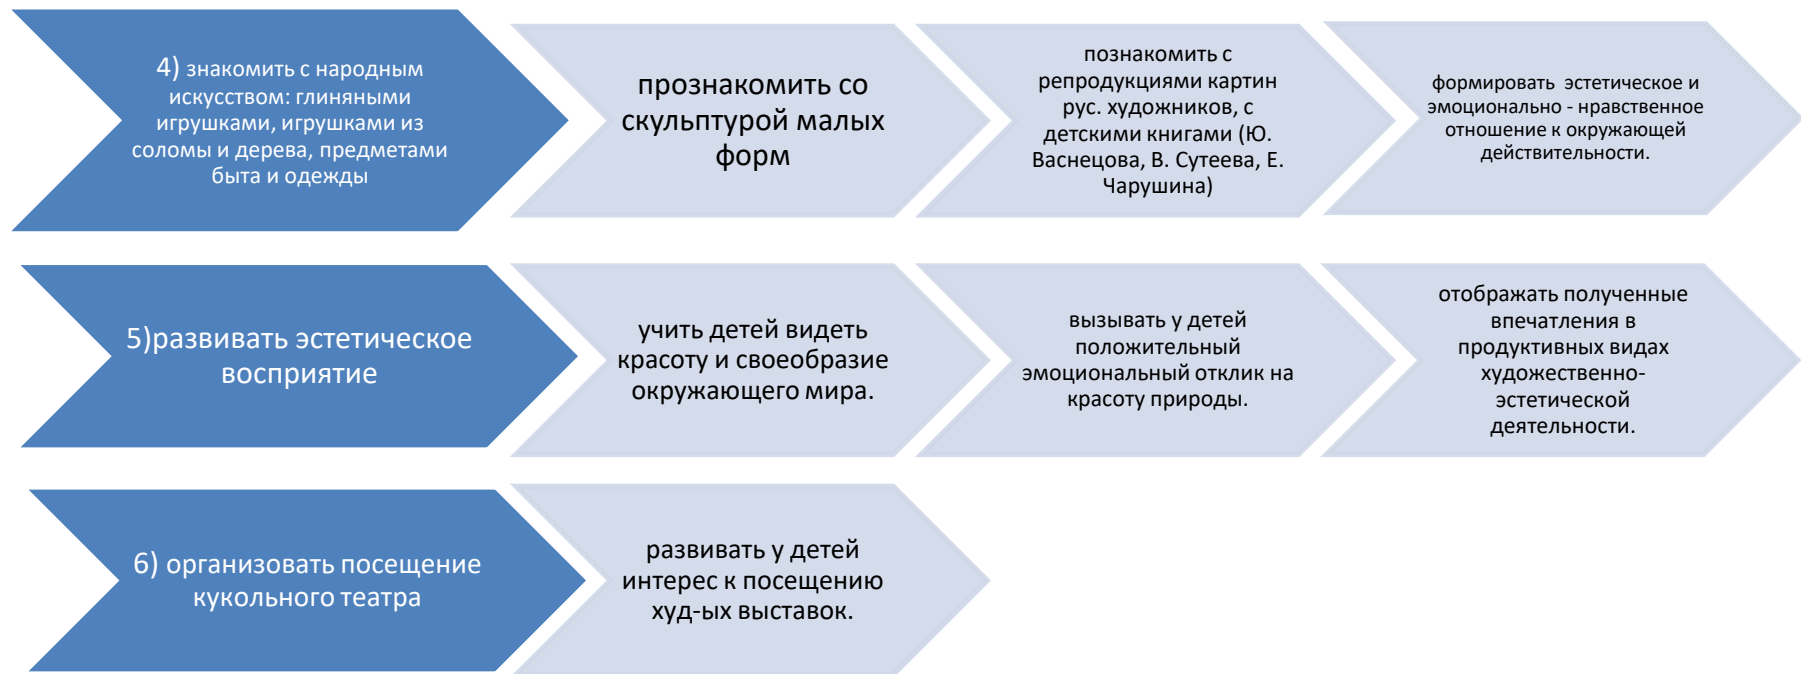 4) знакомить с народным
искусством: глиняными
игрушками, игрушками из
соломы и дерева, предметами
быта и одежды
прознакомить со
скульптурой малых
форм
познакомить с
репродукциями картин
рус. художников, с
детскими книгами (Ю.
Васнецова, В. Сутеева, Е.
Чарушина)
формировать эстетическое и
эмоционально - нравственное
отношение к окружающей
действительности.
5)развивать эстетическое
восприятие
учить детей видеть
красоту и своеобразие
окружающего мира.
вызывать у детей
положительный
эмоциональный отклик на
красоту природы.
отображать полученные
впечатления в
продуктивных видах
художественно-
эстетической
деятельности.
6) организовать посещение
кукольного театра
развивать у детей
интерес к посещению
худ-ых выставок.